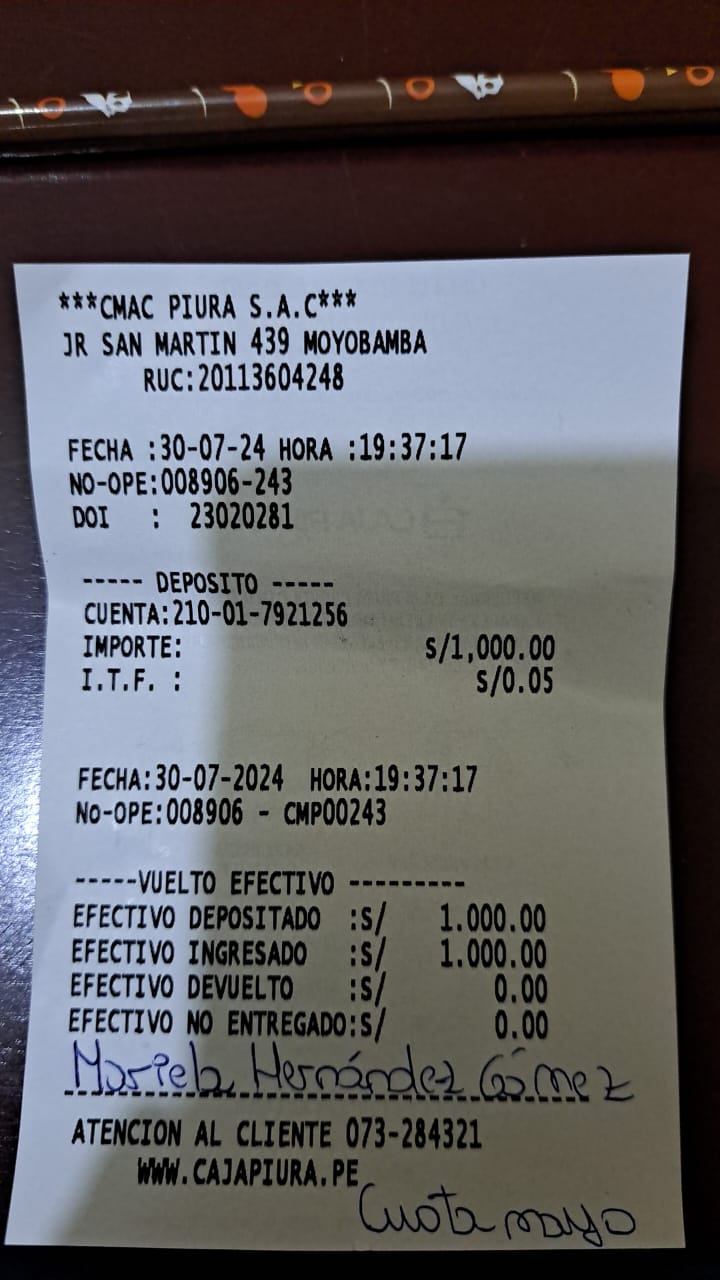 ***CMAC PIURA S.A.C***
JR SAN MARTIN 439 MOYOBAMBA
RUC:20113604248
FECHA :30-07-24 HORA :19:37:17
NO-OPE:008906-243
DOI : 23020281
----- DEPOSITO -----
CUENTA:210-01-7921256
IMPORTE: S/1,000.00
I.T.F. : S/0.05
FECHA:30-07-2024 HORA:19:37:17
No-OPE:008906 - CMP00243
-----VUELTO EFECTIVO ---------
EFECTIVO DEPOSITADO :S/ 1.000.00
EFECTIVO INGRESADO :S/ 1.000.00
EFECTIVO DEVUELTO :S/ 0.00
EFECTIVO NO ENTREGADO:S/ 0.00
Mariela Hernández Gómez
ATENCION AL CLIENTE 073-284321
WWW.CAJAPIURA.PE
Cuota mayo